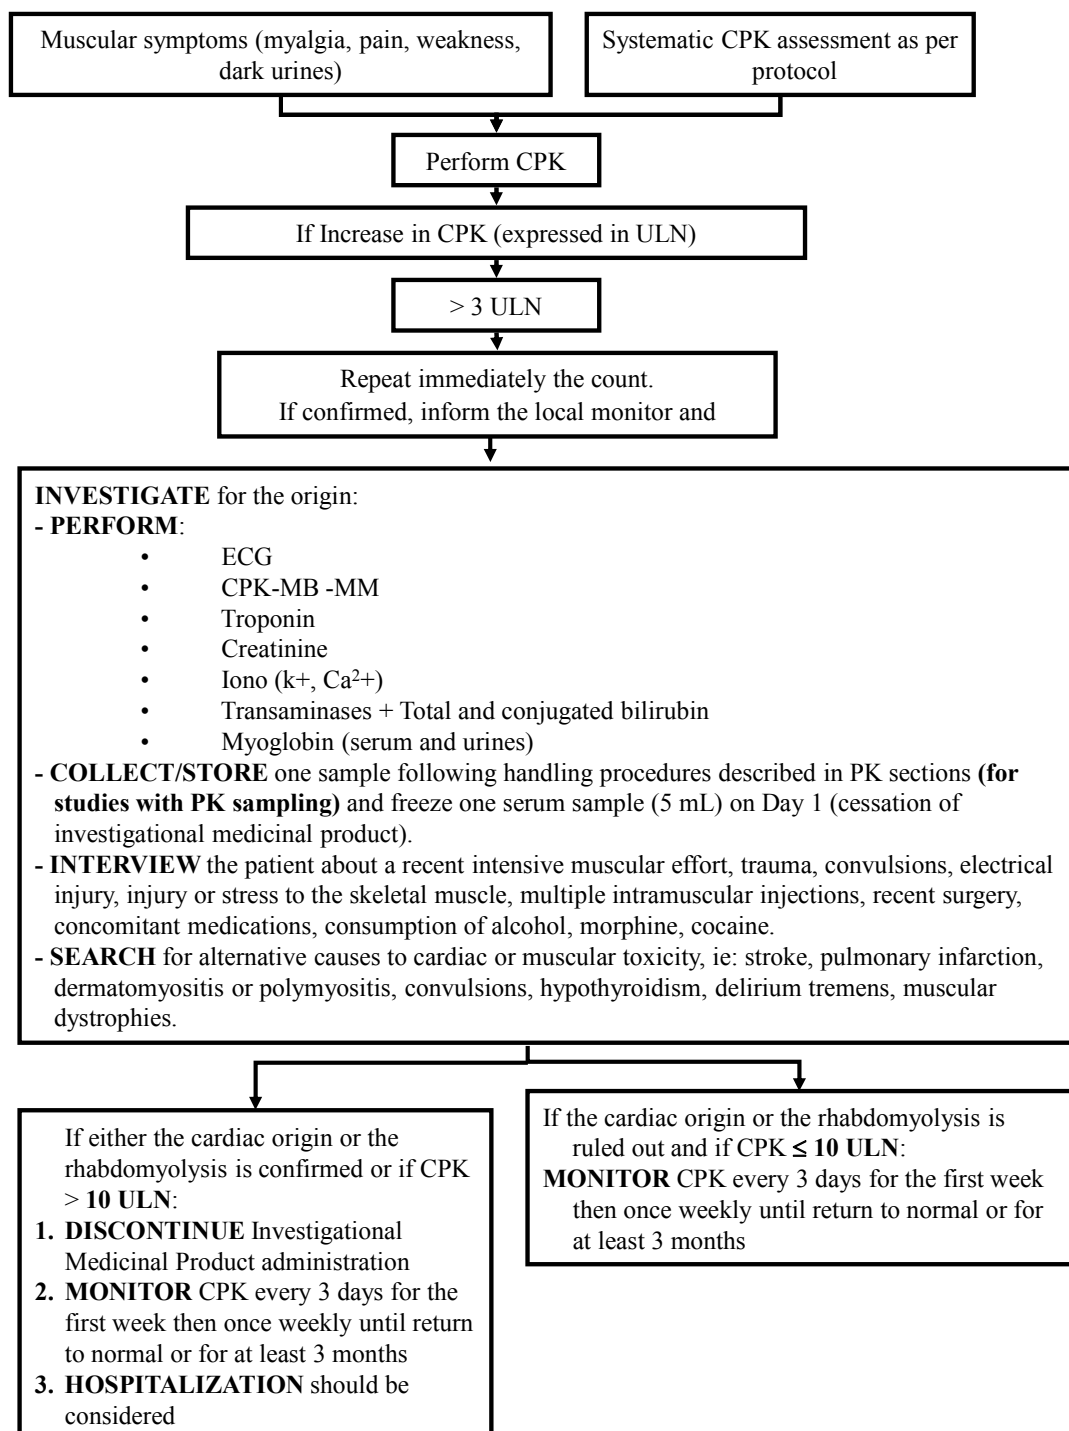 Muscular symptoms (myalgia, pain, weakness,
dark urines)
Systematic CPK assessment as per
protocol
Perform CPK
If Increase in CPK (expressed in ULN)
> 3 ULN
Repeat immediately the count.
If confirmed, inform the local monitor and
INVESTIGATE for the origin:
- PERFORM:
• ECG
• CPK-MB -MM
• Troponin
• Creatinine
• Iono (k+, Ca²⁺)
• Transaminases + Total and conjugated bilirubin
• Myoglobin (serum and urines)
- COLLECT/STORE one sample following handling procedures described in PK sections (for
studies with PK sampling) and freeze one serum sample (5 mL) on Day 1 (cessation of
investigational medicinal product).
- INTERVIEW the patient about a recent intensive muscular effort, trauma, convulsions, electrical
injury, injury or stress to the skeletal muscle, multiple intramuscular injections, recent surgery,
concomitant medications, consumption of alcohol, morphine, cocaine.
- SEARCH for alternative causes to cardiac or muscular toxicity, ie: stroke, pulmonary infarction,
dermatomyositis or polymyositis, convulsions, hypothyroidism, delirium tremens, muscular
dystrophies.
If either the cardiac origin or the
rhabdomyolysis is confirmed or if CPK
> 10 ULN:
1. DISCONTINUE Investigational
Medicinal Product administration
2. MONITOR CPK every 3 days for the
first week then once weekly until return
to normal or for at least 3 months
3. HOSPITALIZATION should be
considered
If the cardiac origin or the rhabdomyolysis is
ruled out and if CPK ≤ 10 ULN:
MONITOR CPK every 3 days for the first week
then once weekly until return to normal or for
at least 3 months